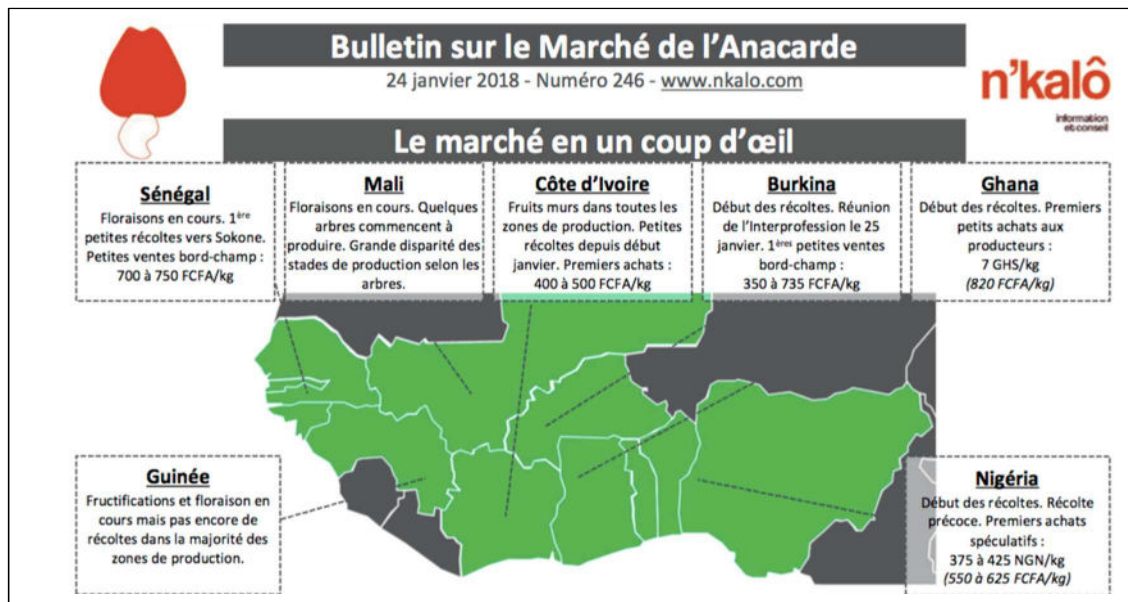 Bulletin sur le Marché de l'Anacarde
24 janvier 2018 - Numéro 246 - www.nkalo.com
n'kalô
information
et conseil
Le marché en un coup d'œil
Sénégal
Floraisons en cours. 1ère
petites récoltes vers Sokone.
Petites ventes bord-champ :
700 à 750 FCFA/kg
Mali
Floraisons en cours. Quelques
arbres commencent à
produire. Grande disparité des
stades de production selon les
arbres.
Côte d'Ivoire
Fruits murs dans toutes les
zones de production. Petites
récoltes depuis début
janvier. Premiers achats :
400 à 500 FCFA/kg
Burkina
Début des récoltes. Réunion
de l'Interprofession le 25
janvier. 1ères petites ventes
bord-champ :
350 à 735 FCFA/kg
Ghana
Début des récoltes. Premiers
petits achats aux
producteurs :
7 GHS/kg
(820 FCFA/kg)
Guinée
Fructifications et floraison en
cours mais pas encore de
récoltes dans la majorité des
zones de production.
Nigéria
Début des récoltes. Récolte
précoce. Premiers achats
spéculatifs :
375 à 425 NGN/kg
(550 à 625 FCFA/kg)